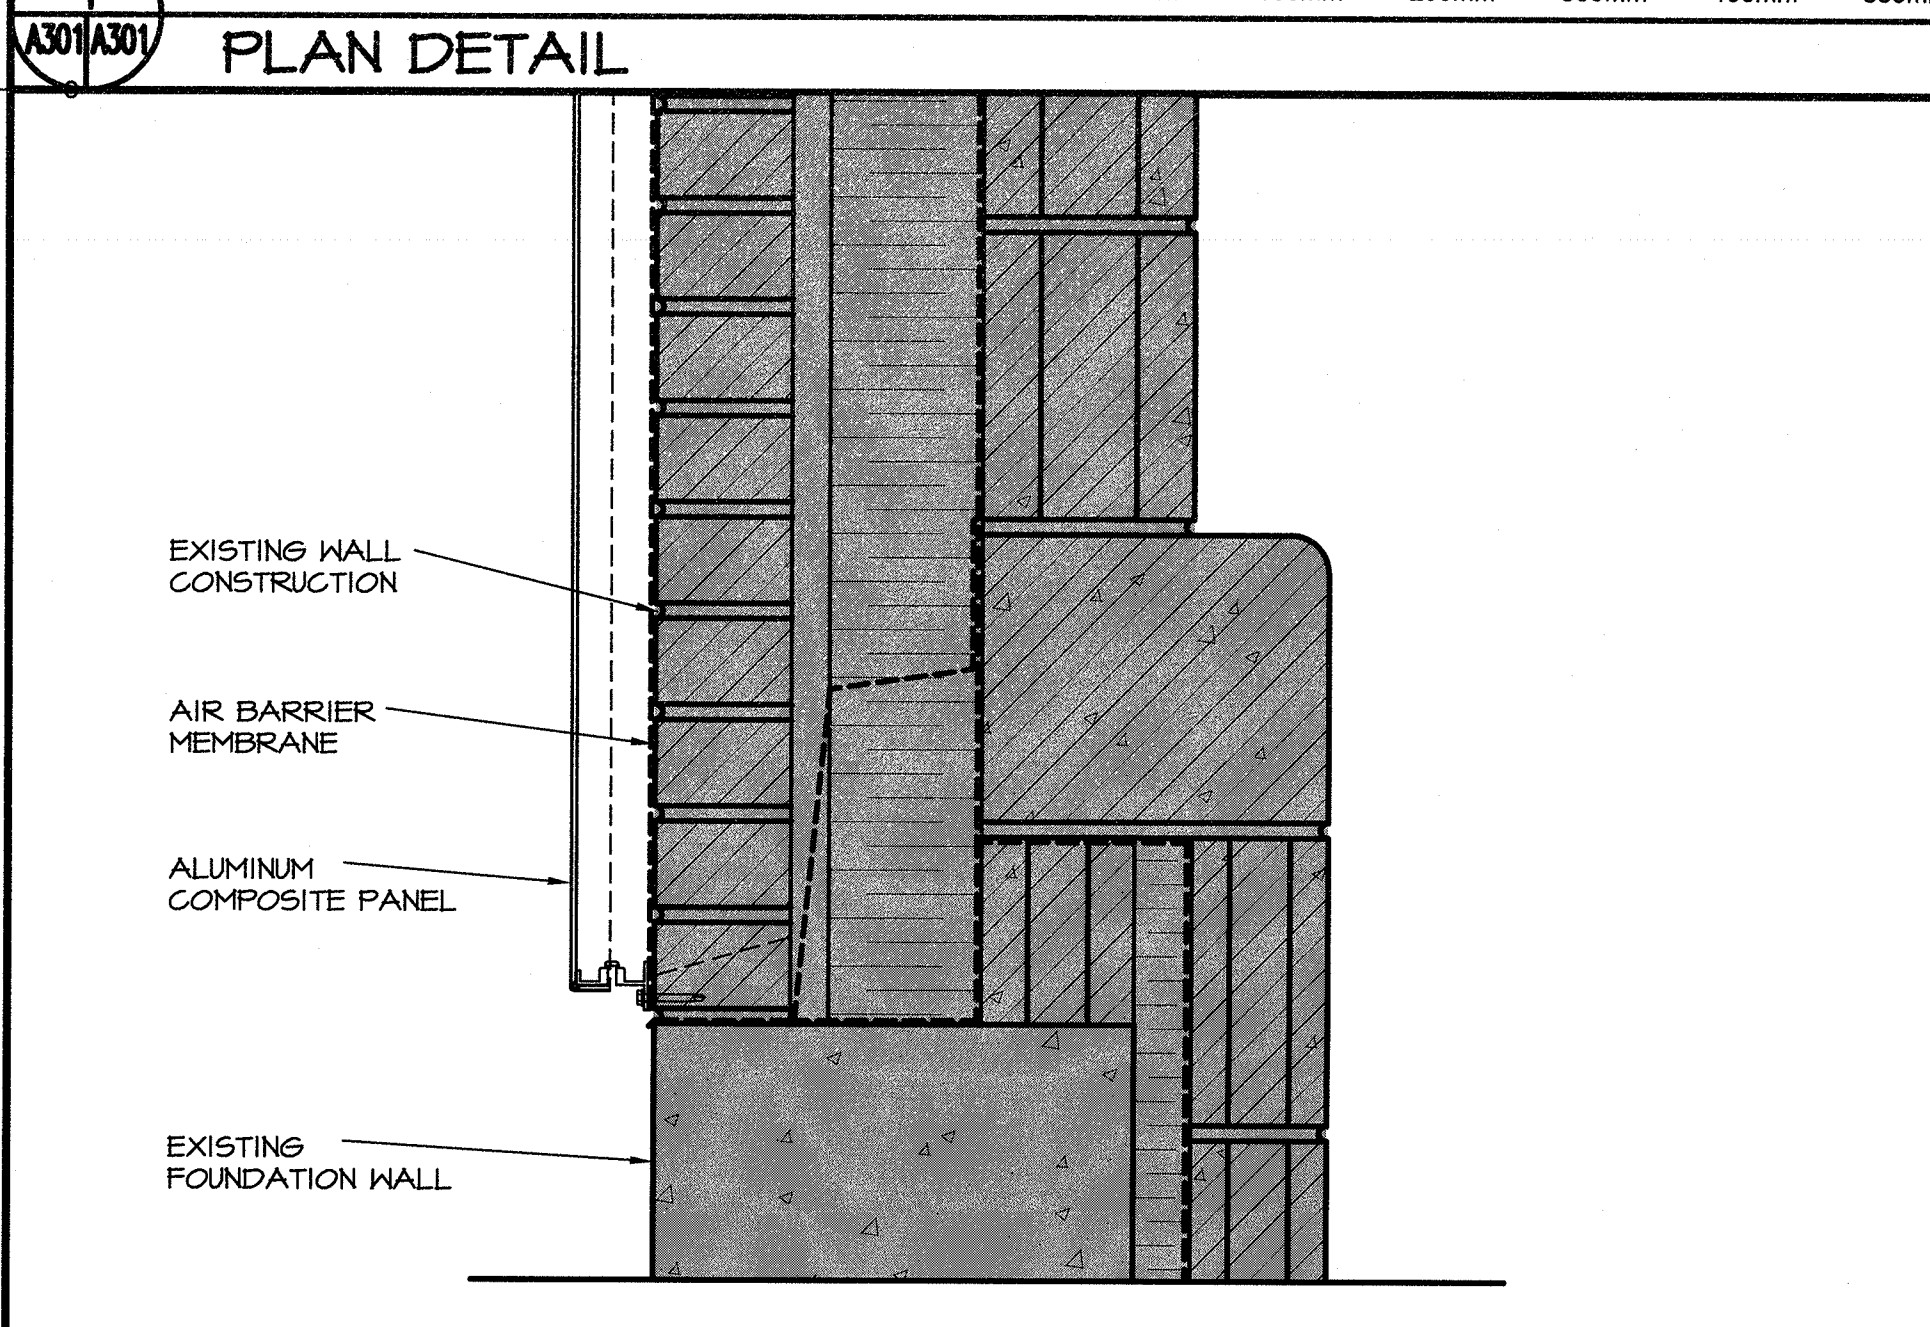 A301 A301
PLAN DETAIL
EXISTING WALL
CONSTRUCTION
AIR BARRIER
MEMBRANE
ALUMINUM
COMPOSITE PANEL
EXISTING
FOUNDATION WALL